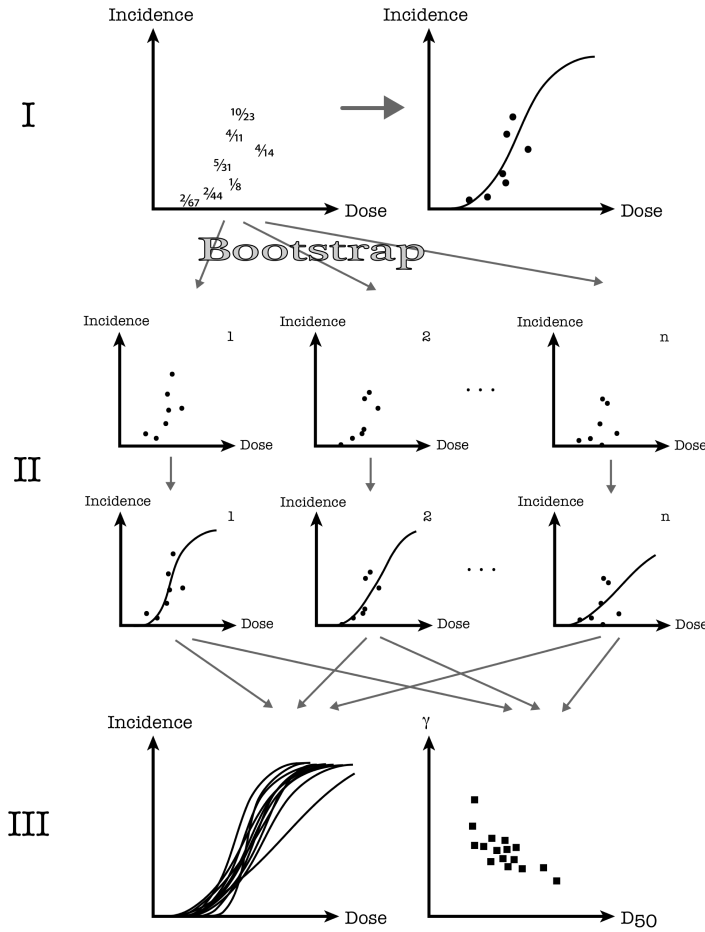 Incidence Incidence
I
10/23
4/11
4/14
5/31
1/8
2/44
2/67
Dose Dose
Bootstrap
Incidence 1 Incidence 2 Incidence n
. . .
Dose Dose Dose
II
Incidence 1 Incidence 2 Incidence n
. . .
Dose Dose Dose
Incidence γ
III
Dose D50